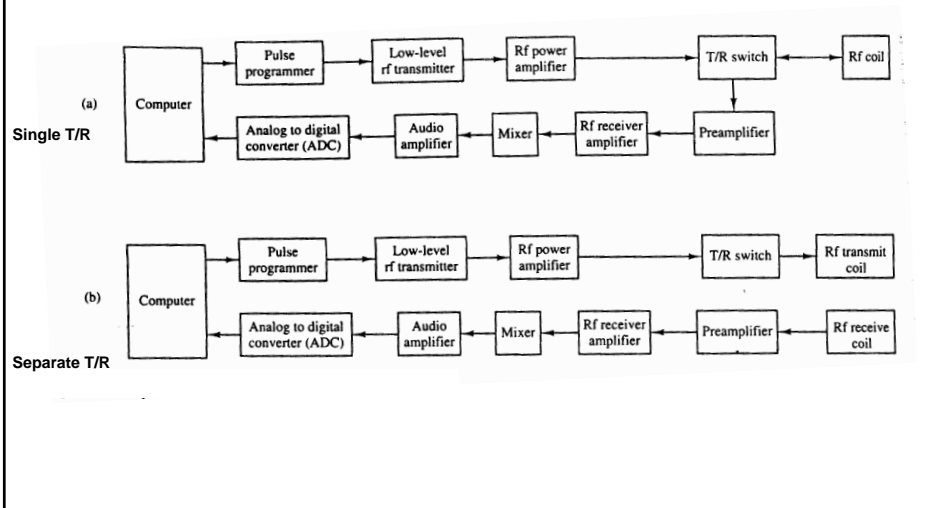 Pulse
programmer
Low-level
rf transmitter
Rf power
amplifier
T/R switch
Rf coil
(a)
Computer
Single T/R
Analog to digital
converter (ADC)
Audio
amplifier
Mixer
Rf receiver
amplifier
Preamplifier
Pulse
programmer
Low-level
rf transmitter
Rf power
amplifier
T/R switch
Rf transmit
coil
(b)
Computer
Analog to digital
converter (ADC)
Audio
amplifier
Mixer
Rf receiver
amplifier
Preamplifier
Rf receive
coil
Separate T/R